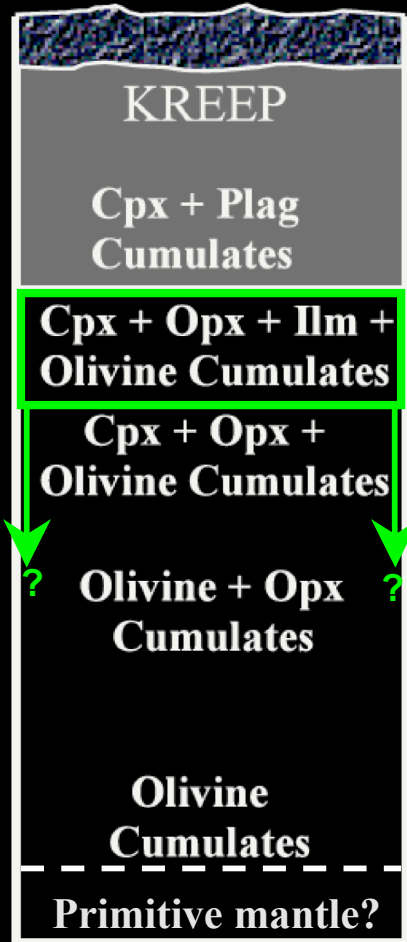 KREEP
Cpx + Plag
Cumulates
Cpx + Opx + Ilm +
Olivine Cumulates
Cpx + Opx +
Olivine Cumulates
? Olivine + Opx ?
Cumulates
Olivine
Cumulates
Primitive mantle?